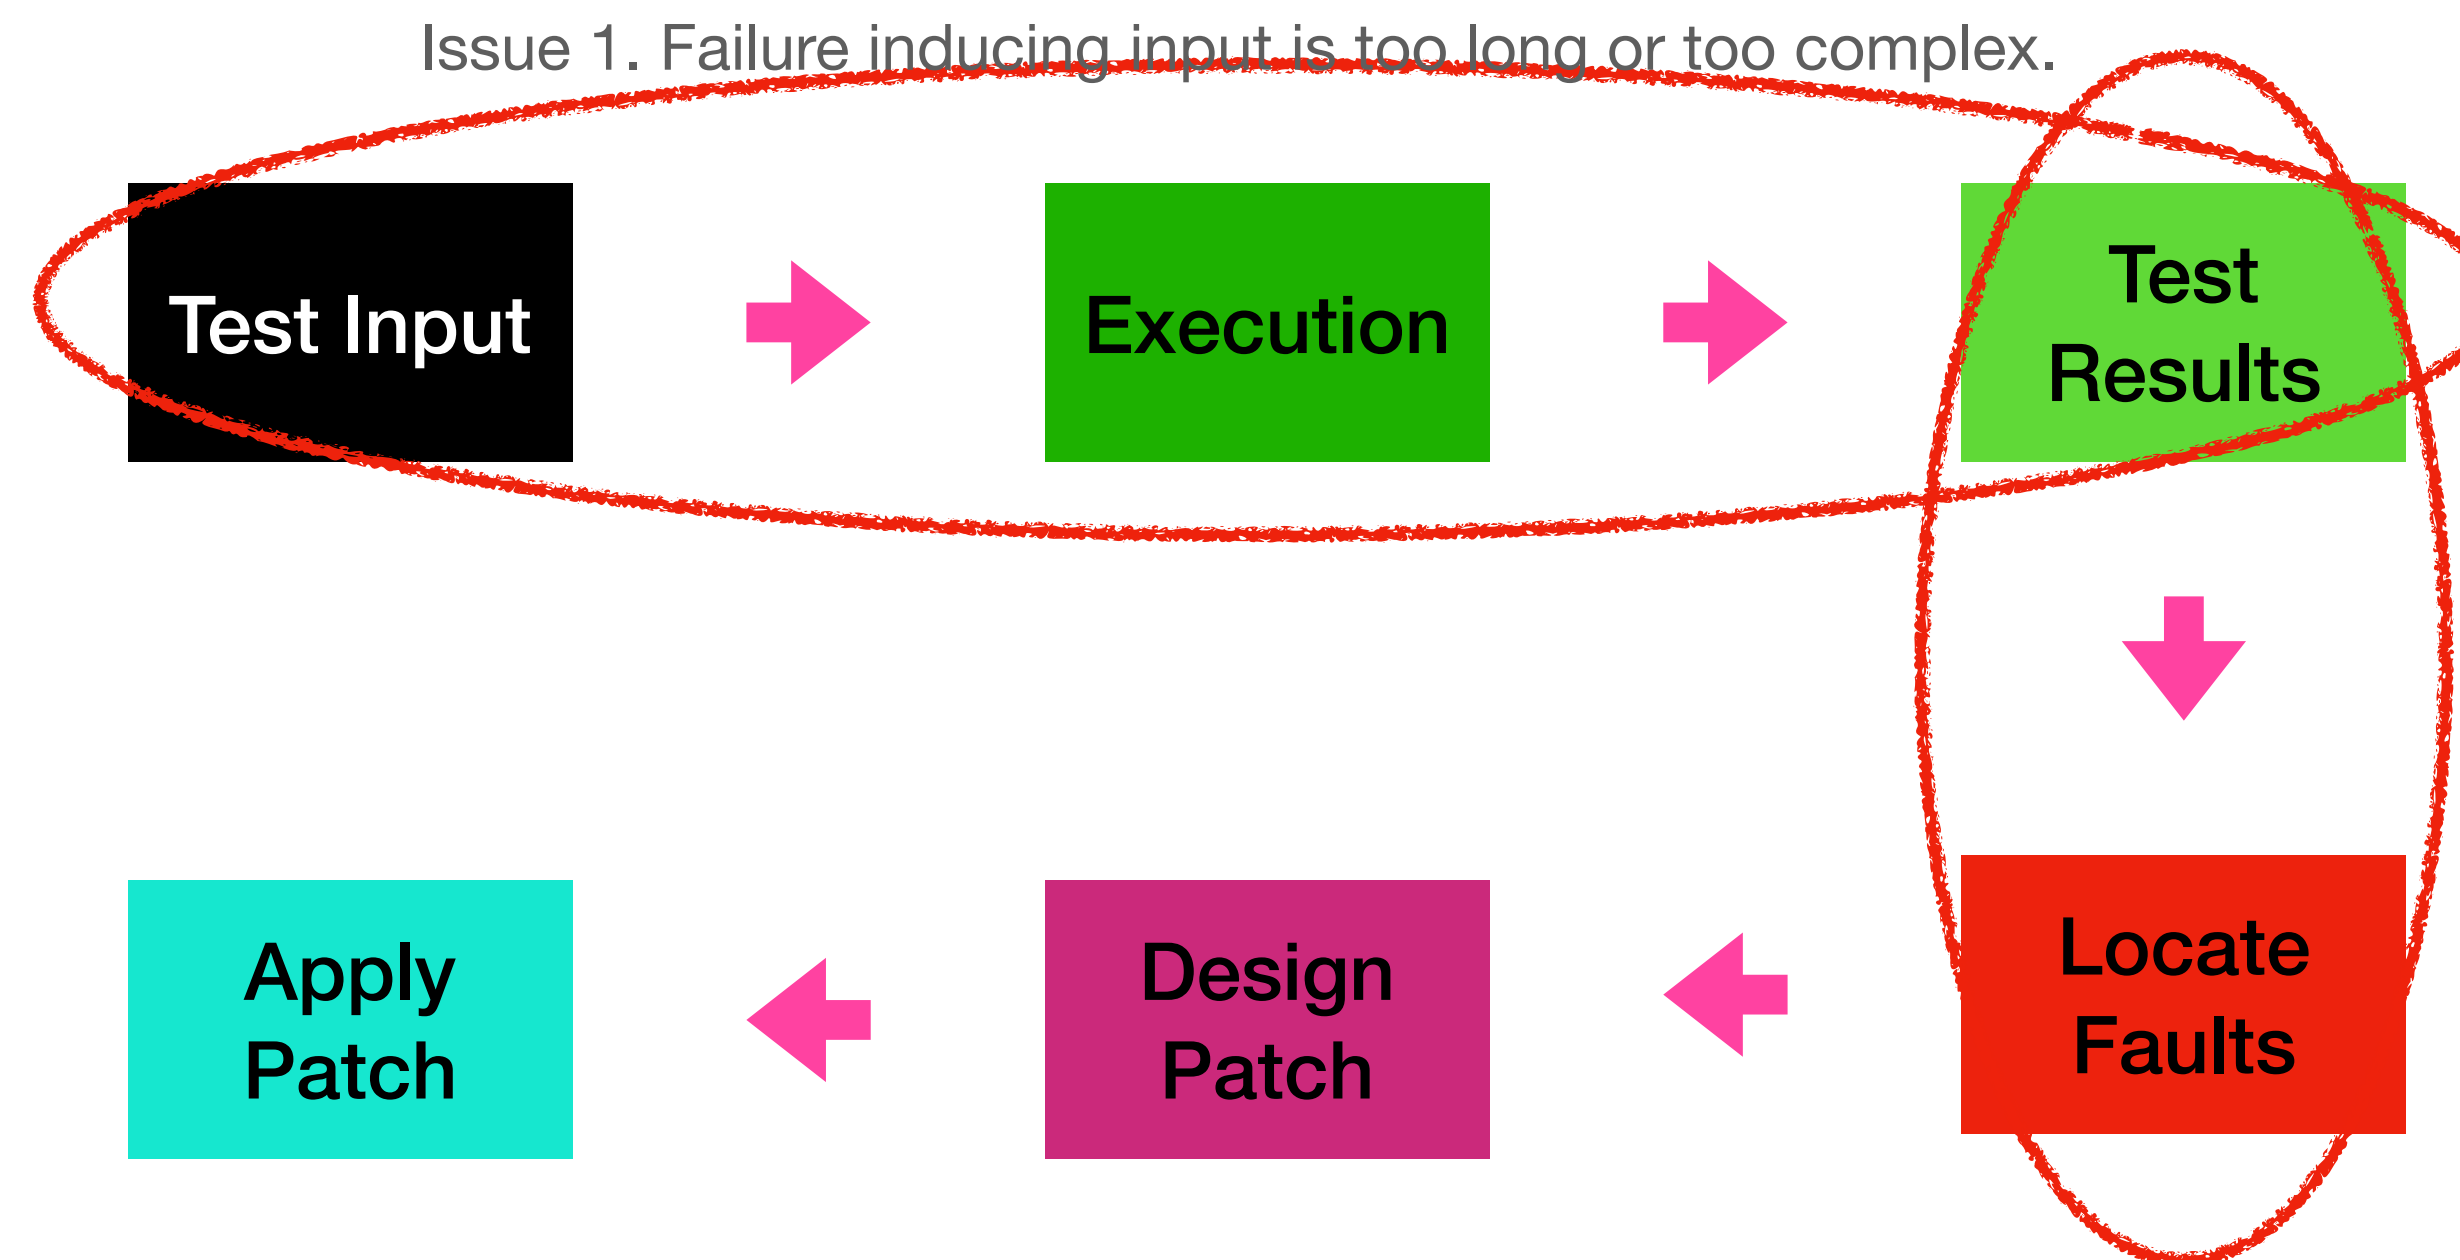 Issue 1. Failure inducing input is too long or too complex.
Test Input
Execution
Test
Results
Locate
Faults
Design
Patch
Apply
Patch